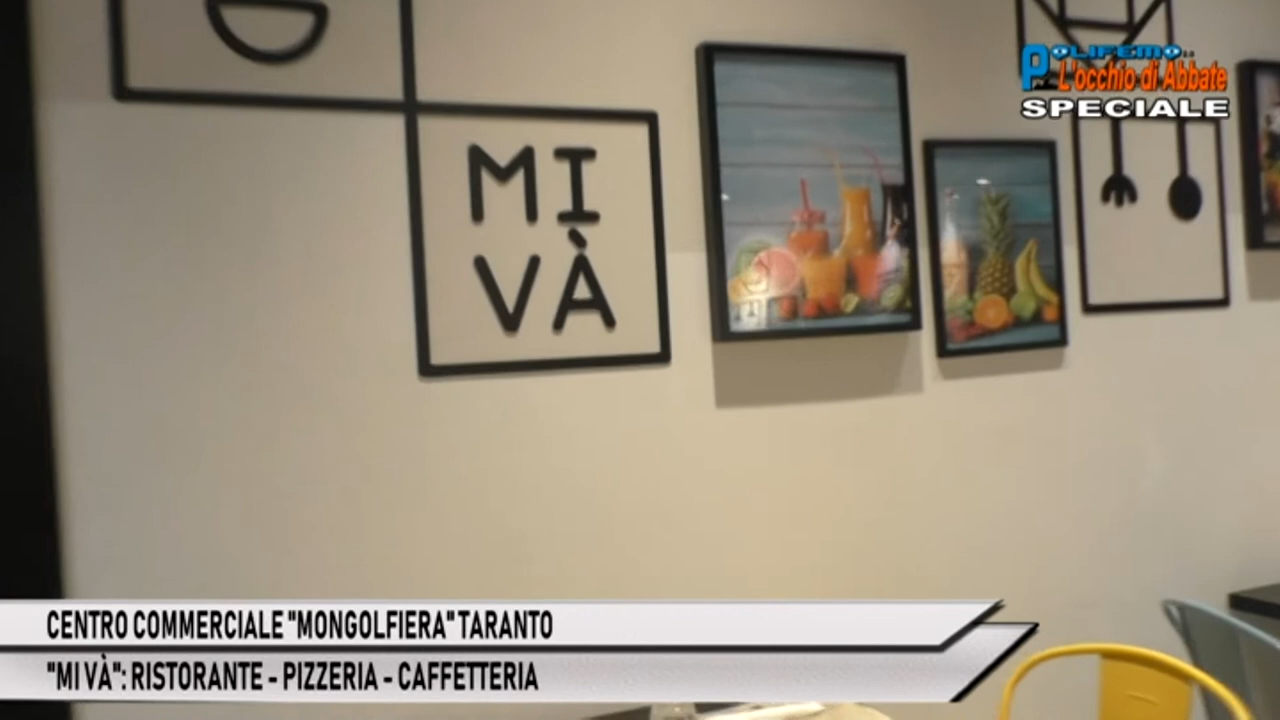 MI
VÀ
POLIFEMO...
L'occhio di Abbate
SPECIALE
CENTRO COMMERCIALE "MONGOLFIERA" TARANTO
"MI VÀ": RISTORANTE - PIZZERIA - CAFFETTERIA